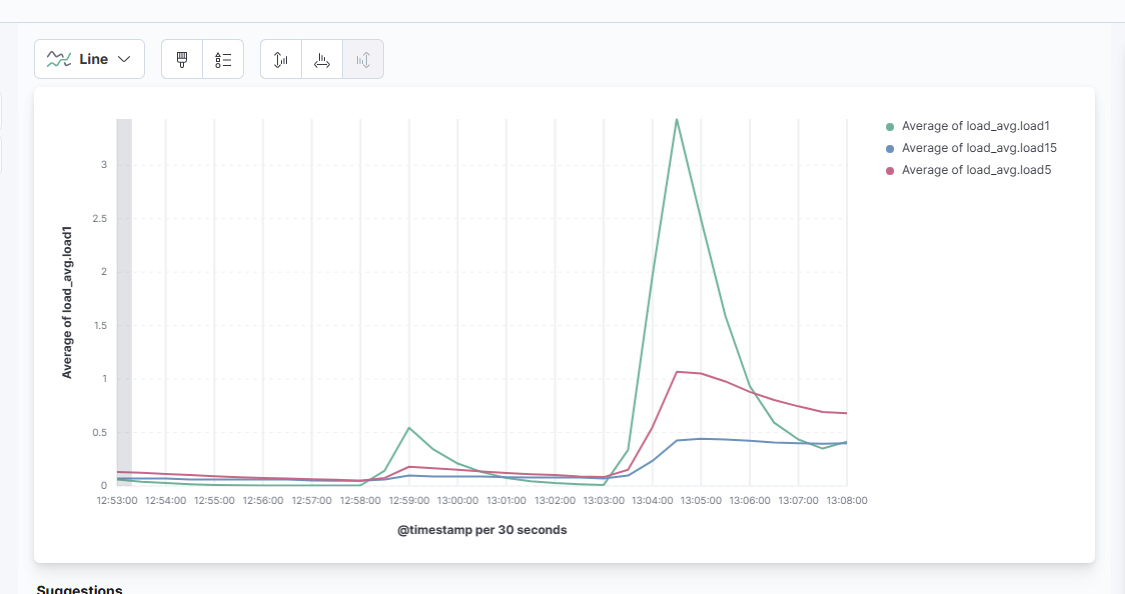 Line
Average of load_avg.load1
Average of load_avg.load15
Average of load_avg.load5
Average of load_avg.load1
3
2.5
2
1.5
1
0.5
0
12:53:00 12:54:00 12:55:00 12:56:00 12:57:00 12:58:00 12:59:00 13:00:00 13:01:00 13:02:00 13:03:00 13:04:00 13:05:00 13:06:00 13:07:00 13:08:00
@timestamp per 30 seconds
Suggestions